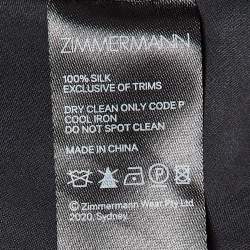 ZIMMERMANN
100% SILK
EXCLUSIVE OF TRIMS
DRY CLEAN ONLY CODE P
COOL IRON
DO NOT SPOT CLEAN
MADE IN CHINA
P
© Zimmermann Wear Pty Ltd
2020, Sydney